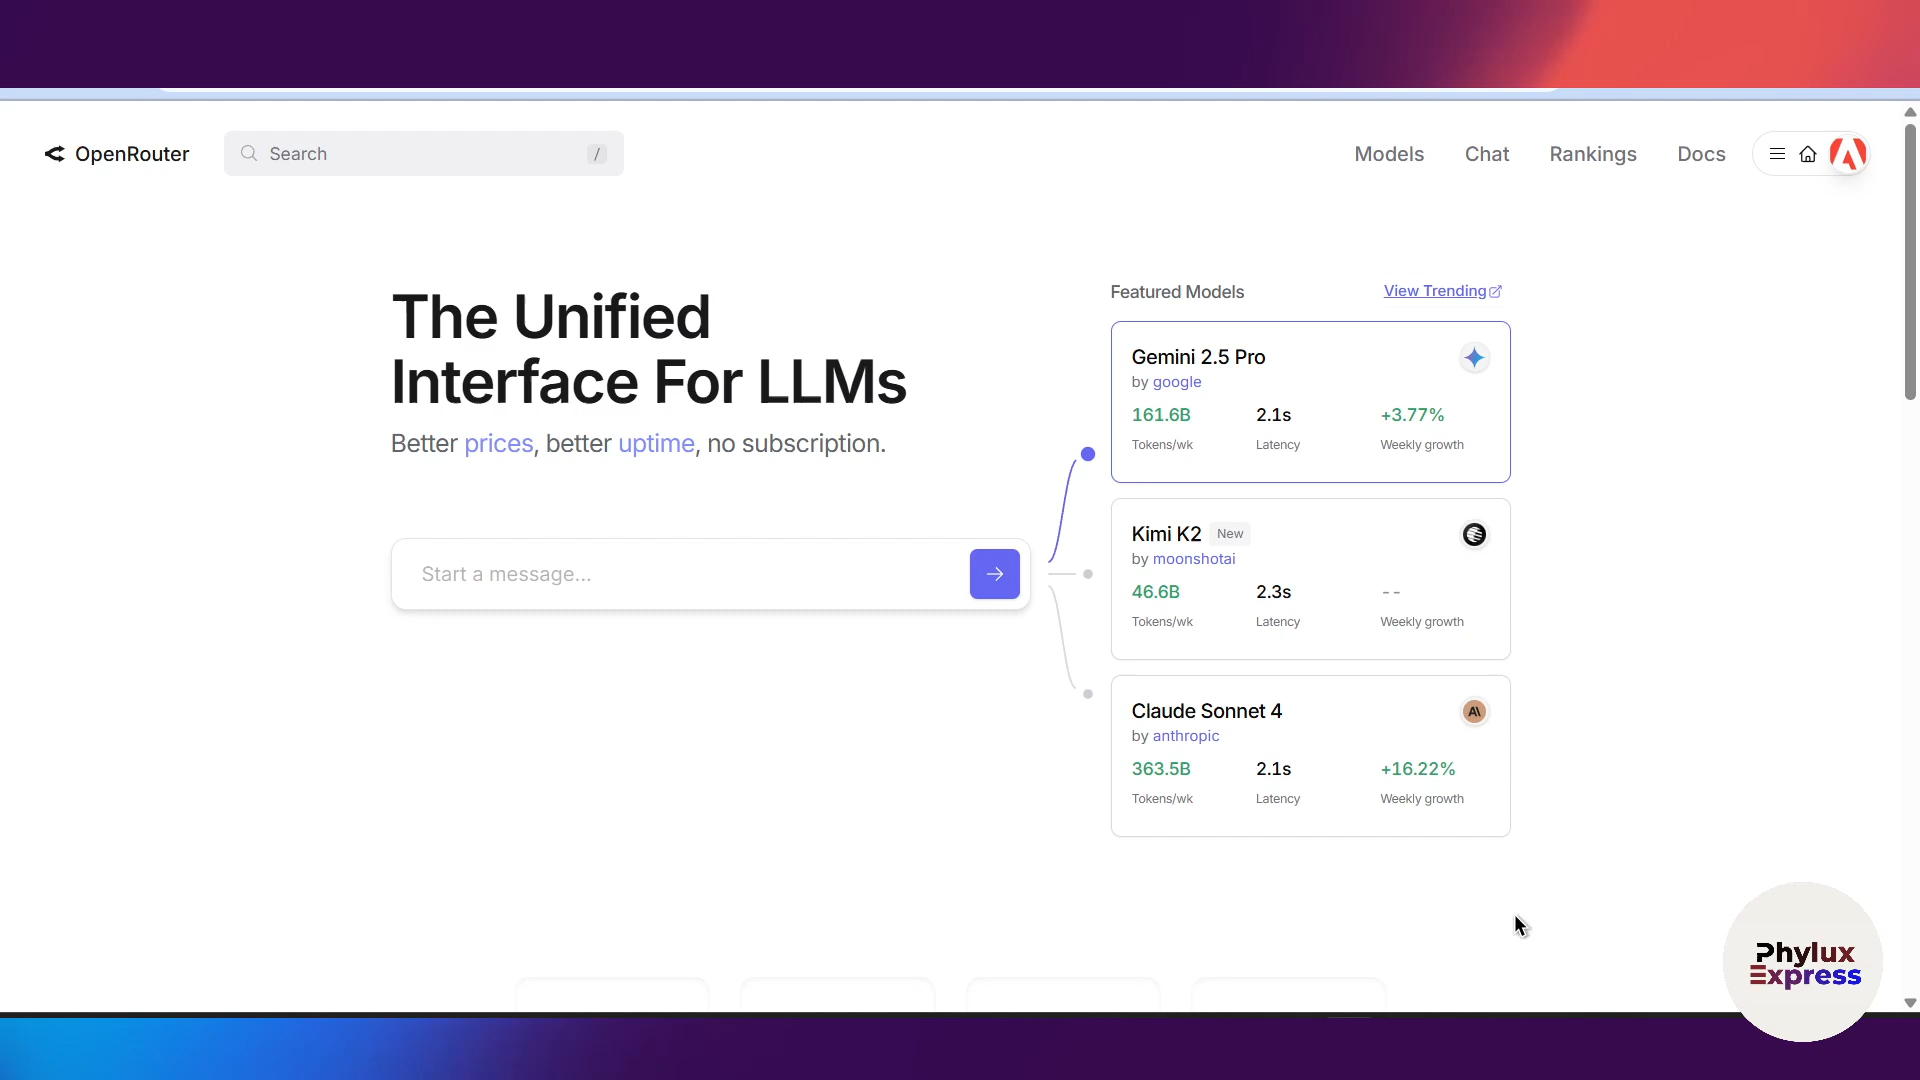 OpenRouter
Search
/
Models
Chat
Rankings
Docs
The Unified
Interface For LLMs
Better prices, better uptime, no subscription.
Start a message...
Featured Models
View Trending
Gemini 2.5 Pro
by google
161.6B 2.1s +3.77%
Tokens/wk Latency Weekly growth
Kimi K2 New
by moonshotai
46.6B 2.3s --
Tokens/wk Latency Weekly growth
Claude Sonnet 4
by anthropic
363.5B 2.1s +16.22%
Tokens/wk Latency Weekly growth
Phylux
Express